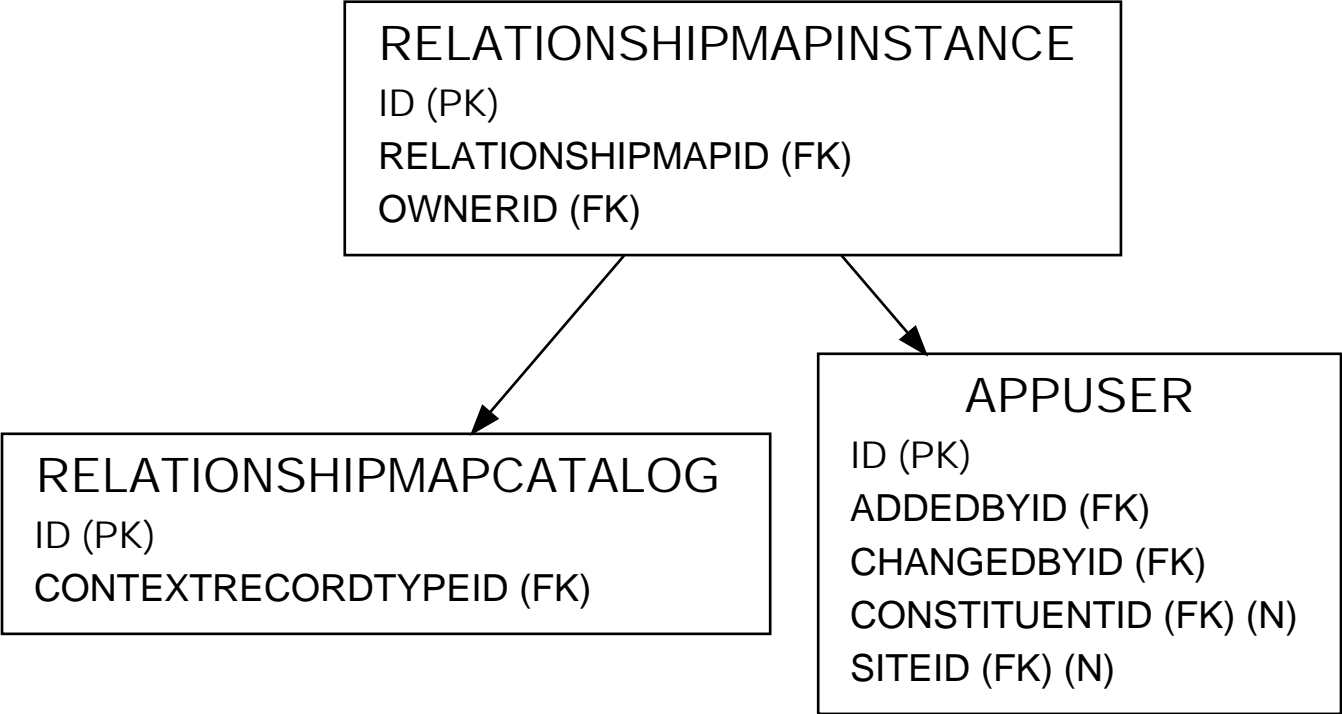 RELATIONSHIPMAPINSTANCE
ID (PK)
RELATIONSHIPMAPID (FK)
OWNERID (FK)
RELATIONSHIPMAPCATALOG
ID (PK)
CONTEXTRECORDTYPEID (FK)
APPUSER
ID (PK)
ADDEDBYID (FK)
CHANGEDBYID (FK)
CONSTITUENTID (FK) (N)
SITEID (FK) (N)